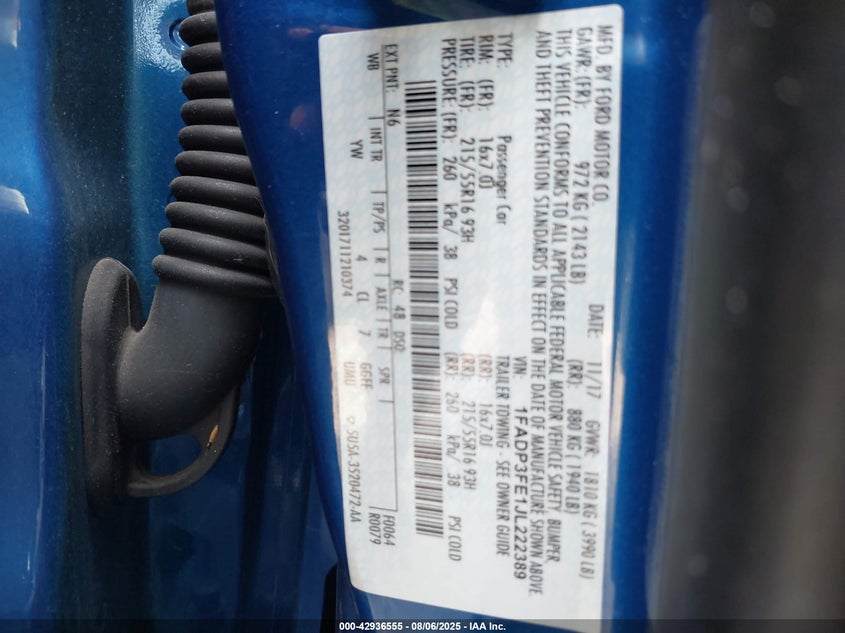 MFD. BY FORD MOTOR CO.
DATE: 11/17 GVWR: 1810 KG ( 3990 LB)
GAWR: (FR): 972 KG ( 2143 LB) (RR): 880 KG ( 1940 LB)
THIS VEHICLE CONFORMS TO ALL APPLICABLE FEDERAL MOTOR VEHICLE SAFETY, BUMPER,
AND THEFT PREVENTION STANDARDS IN EFFECT ON THE DATE OF MANUFACTURE SHOWN ABOVE.
VIN: 1FADP3FE1JL222389
TYPE: Passenger Car TRAILER TOWING - SEE OWNER GUIDE
RIM: (FR): 16x7.0J (RR): 16x7.0J
TIRE: (FR): 215/55R16 93H (RR): 215/55R16 93H
PRESSURE: (FR): 260 kPa/ 38 PSI COLD (RR): 260 kPa/ 38 PSI COLD
RC: 48 DSO:
F0064
R0079
EXT PNT: N6
WB INT TR TP/PS R AXLE TR SPR
YW 4 CL 7 GGFF
UMU
3201711210374
5U5A-3520472-AA
000-42936555 - 08/06/2025 - IAA Inc.